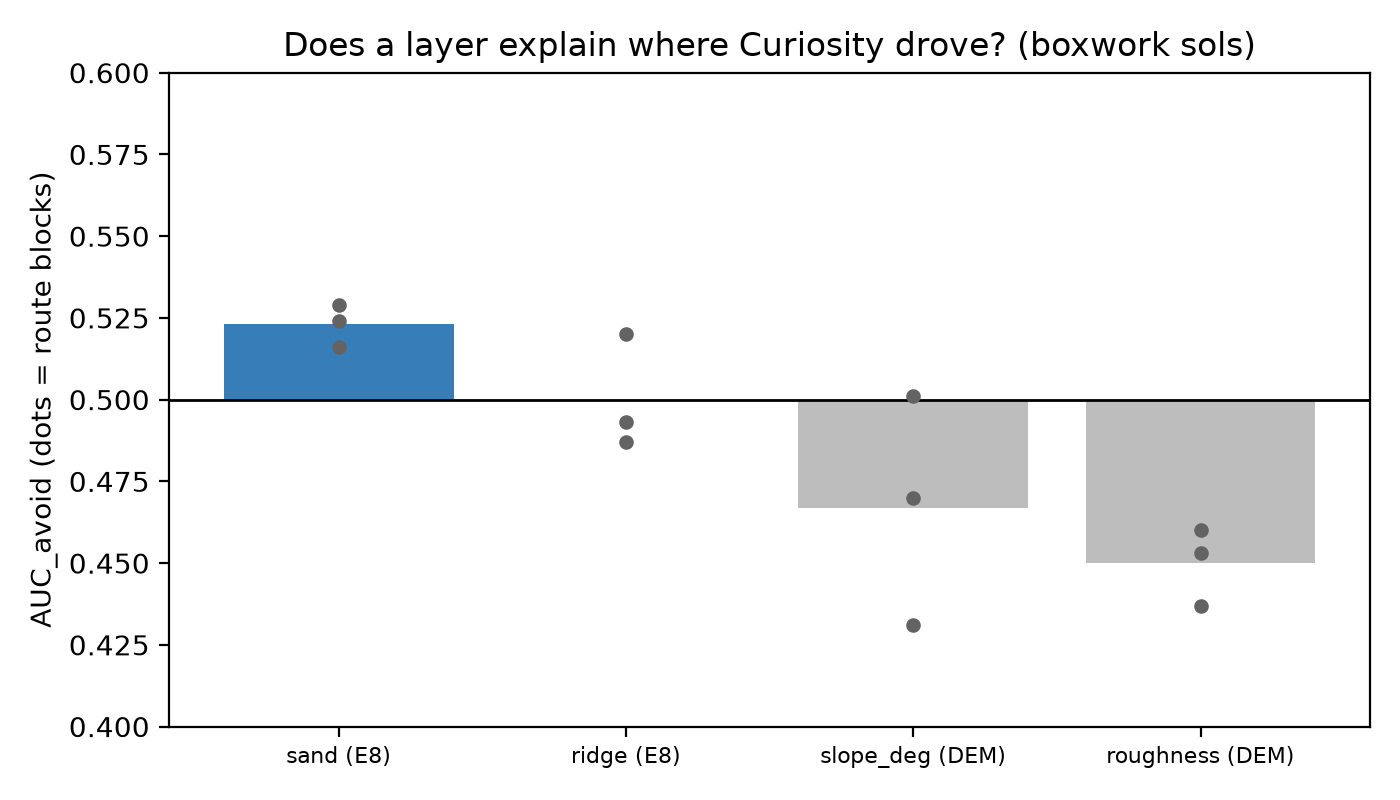 Does a layer explain where Curiosity drove? (boxwork sols)
AUC_avoid (dots = route blocks)
0.600
0.575
0.550
0.525
0.500
0.475
0.450
0.425
0.400
sand (E8)
ridge (E8)
slope_deg (DEM)
roughness (DEM)